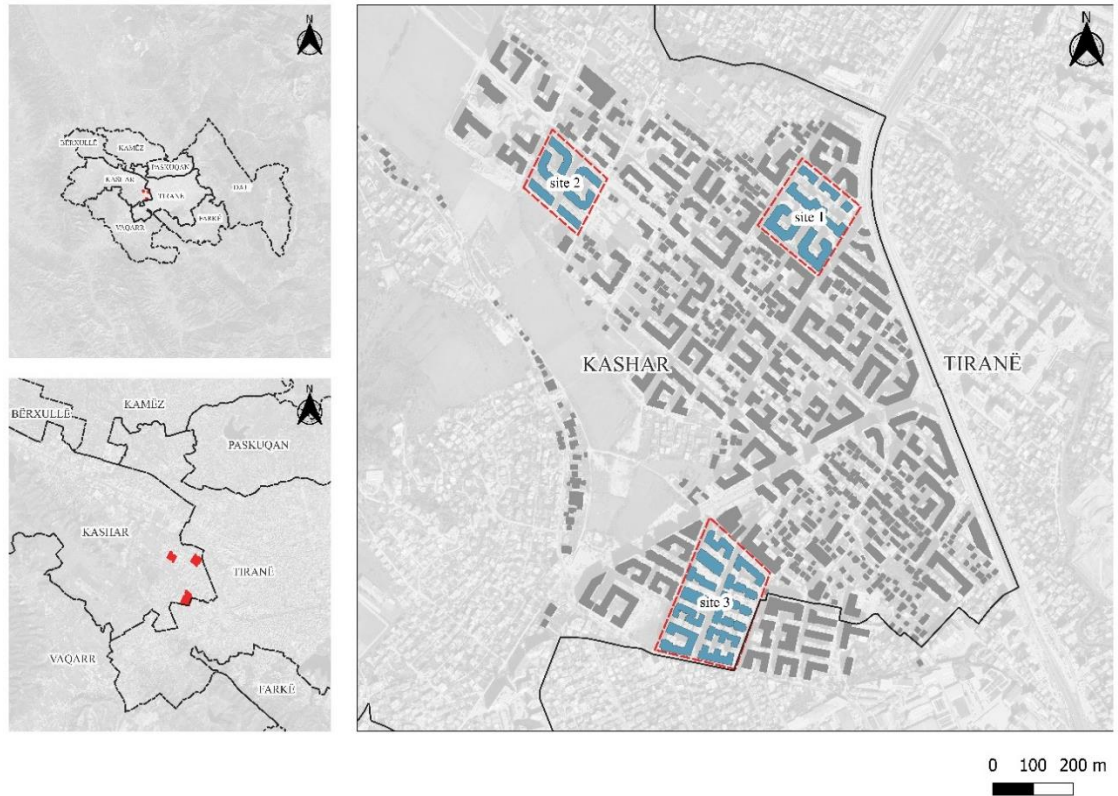 N
BËRXULLË
KAMËZ
PASKUQAN
KASHAR
TIRANË
DAJT
VAQARR
FARKË
N
BËRXULLË
KAMËZ
PASKUQAN
KASHAR
TIRANË
VAQARR
FARKË
N
site 2
site 1
KASHAR
TIRANË
site 3
0 100 200 m